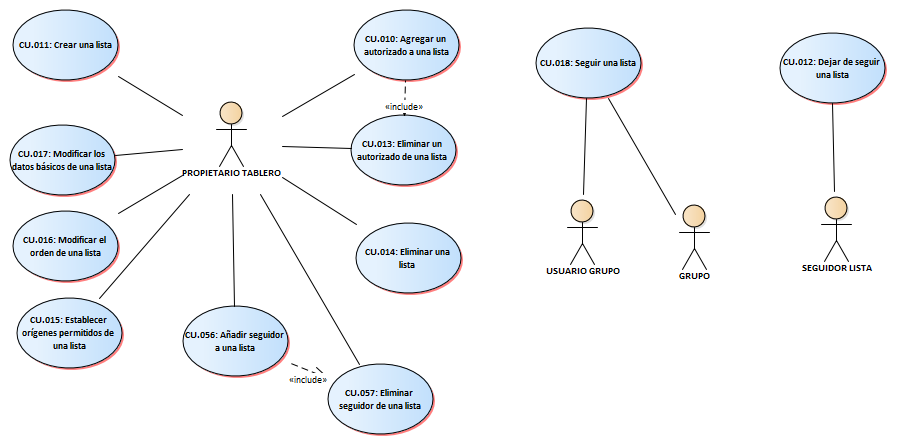 CU.011: Crear una lista
CU.010: Agregar un
autorizado a una lista
CU.018: Seguir una lista
CU.012: Dejar de seguir
una lista
«include»
CU.013: Eliminar un
autorizado de una lista
CU.017: Modificar los
datos básicos de una lista
PROPIETARIO TABLERO
CU.016: Modificar el
orden de una lista
CU.014: Eliminar una
lista
USUARIO GRUPO
GRUPO
SEGUIDOR LISTA
CU.015: Establecer
orígenes permitidos de
una lista
CU.056: Añadir seguidor
a una lista
«include»
CU.057: Eliminar
seguidor de una lista